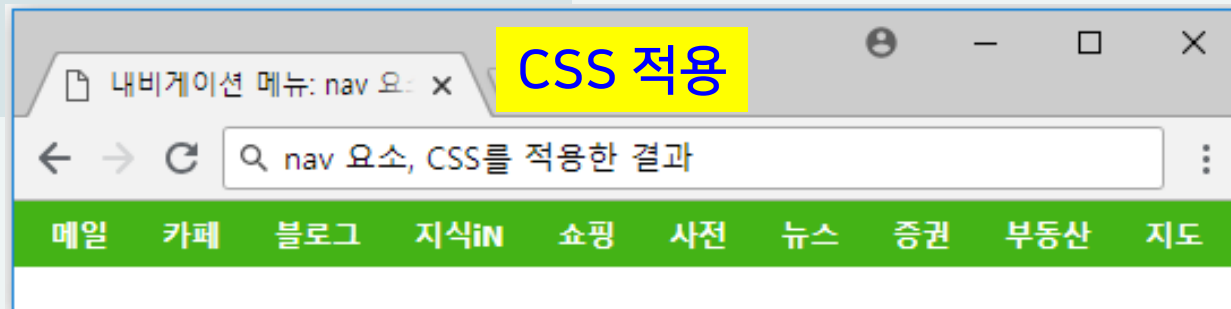 CSS 적용
내비게이션 메뉴: nav 요
nav 요소, CSS를 적용한 결과
메일 카페 블로그 지식iN 쇼핑 사전 뉴스 증권 부동산 지도